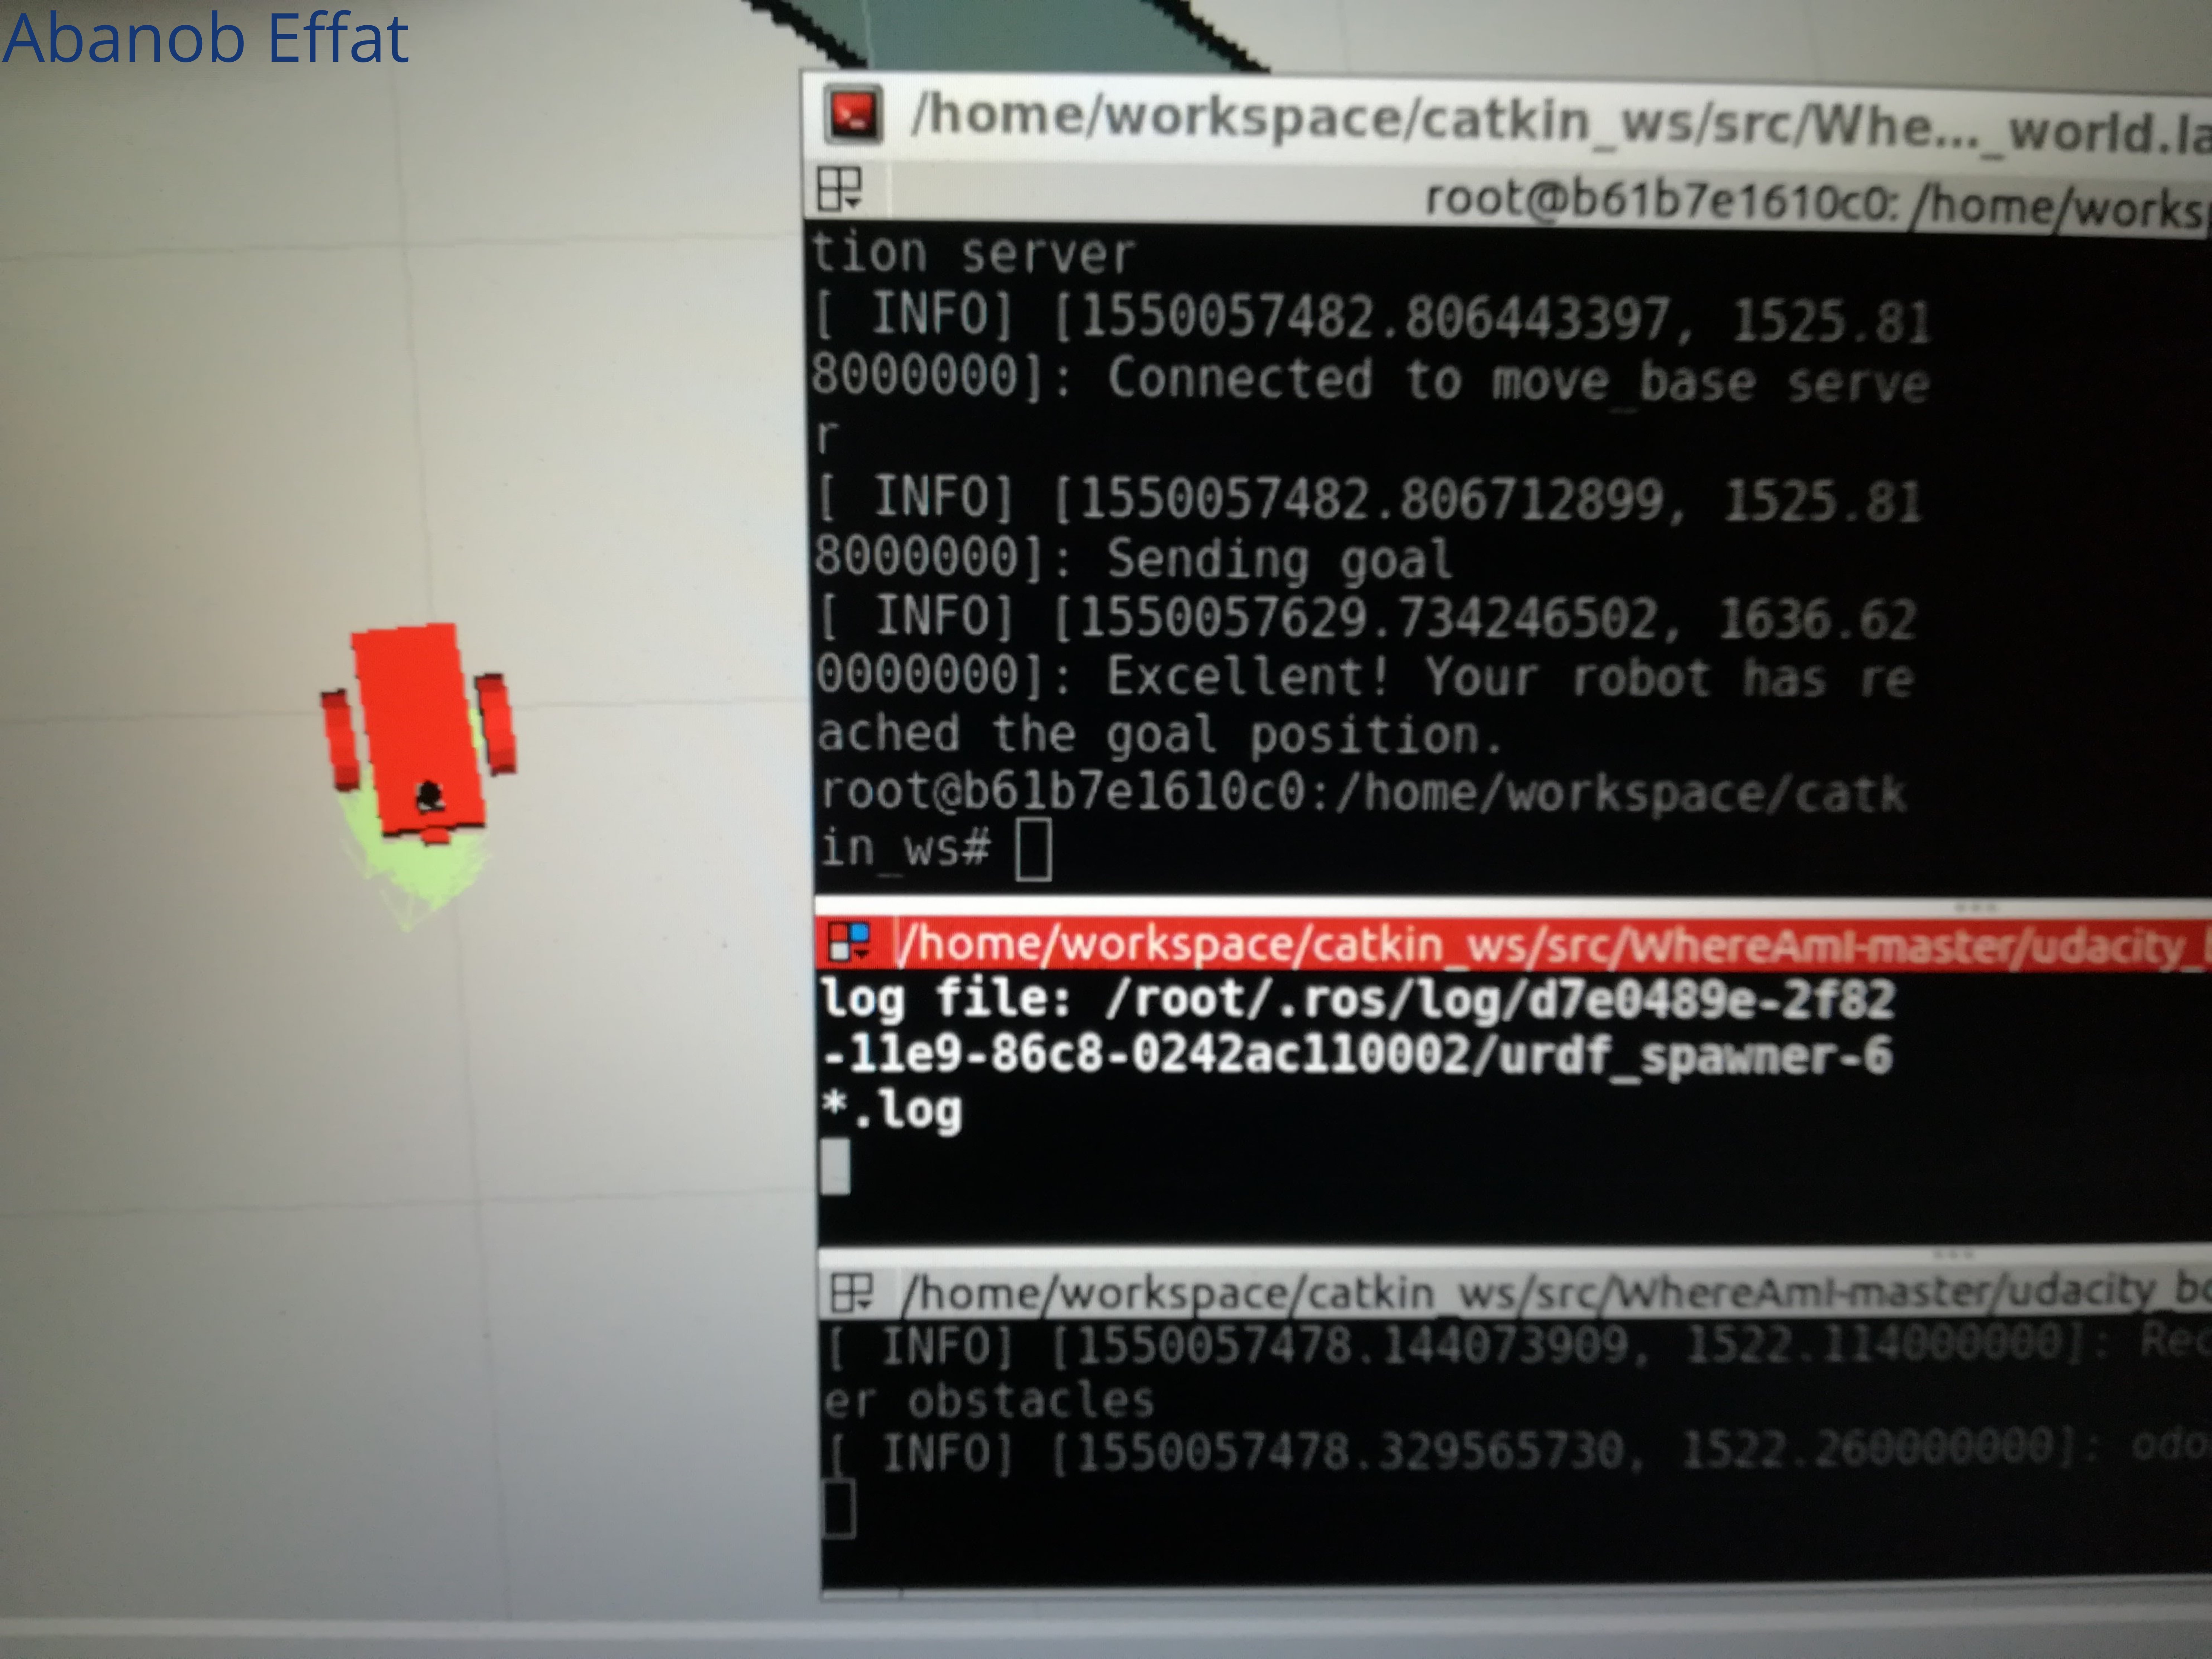 Abanob Effat
/home/workspace/catkin_ws/src/Whe..._world.la
root@b61b7e1610c0: /home/works
tion server
[ INFO] [1550057482.806443397, 1525.81
8000000]: Connected to move_base serve
r
[ INFO] [1550057482.806712899, 1525.81
8000000]: Sending goal
[ INFO] [1550057629.734246502, 1636.62
0000000]: Excellent! Your robot has re
ached the goal position.
root@b61b7e1610c0:/home/workspace/catk
in_ws#
/home/workspace/catkin_ws/src/WhereAmI-master/udacity_
log file: /root/.ros/log/d7e0489e-2f82
-11e9-86c8-0242ac110002/urdf_spawner-6
*.log
/home/workspace/catkin_ws/src/WhereAmI-master/udacity_bo
[ INFO] [1550057478.144073909, 1522.114000000]: Rec
er obstacles
[ INFO] [1550057478.329565730, 1522.260000000]: odo